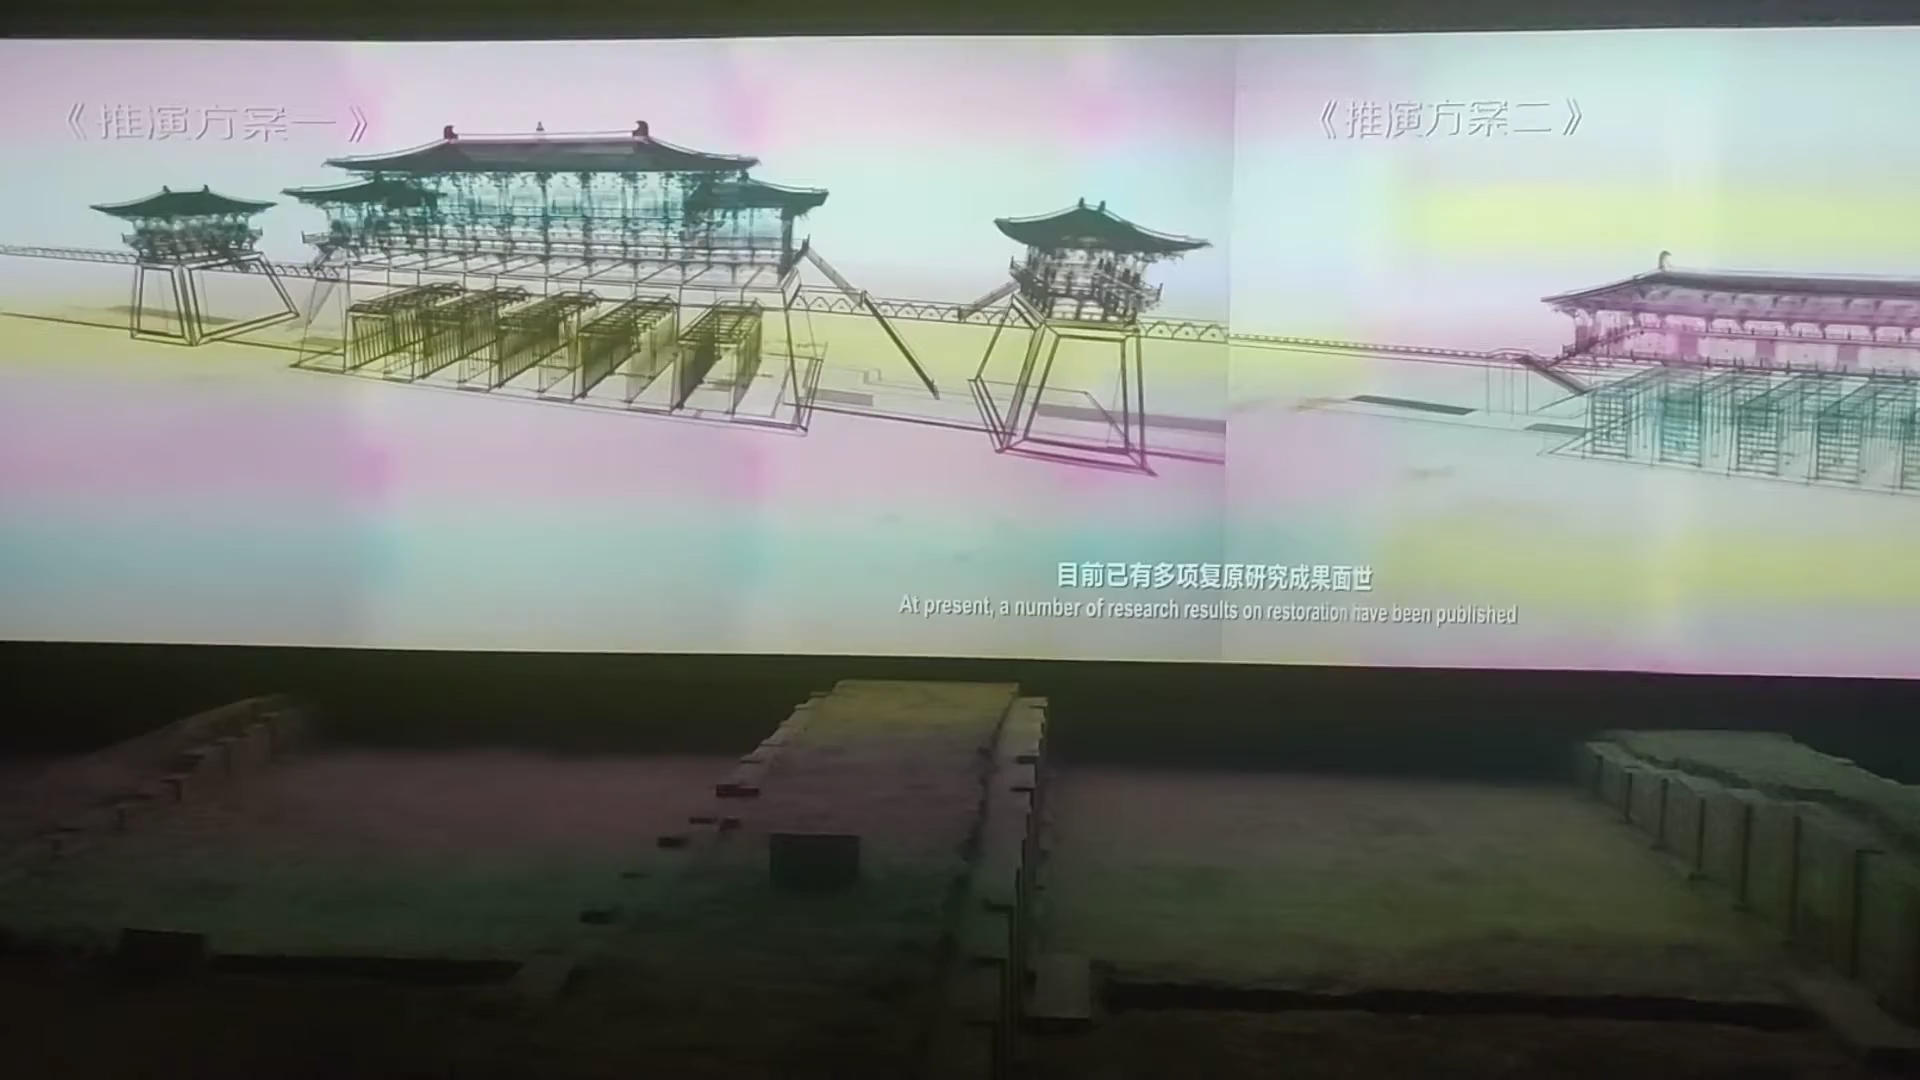 《推演方案一》
《推演方案二》
目前已有多项复原研究成果面世
At present, a number of research results on restoration have been published